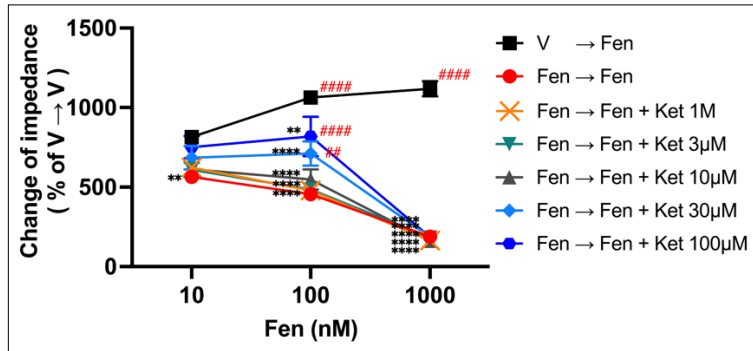 Change of impedance
( % of V → V )
1500
1000
500
0
10
100
1000
Fen (nM)
####
####
**
####
****
##
****
****
****
**
****
****
****
****
****
V → Fen
Fen → Fen
Fen → Fen + Ket 1M
Fen → Fen + Ket 3µM
Fen → Fen + Ket 10µM
Fen → Fen + Ket 30µM
Fen → Fen + Ket 100µM